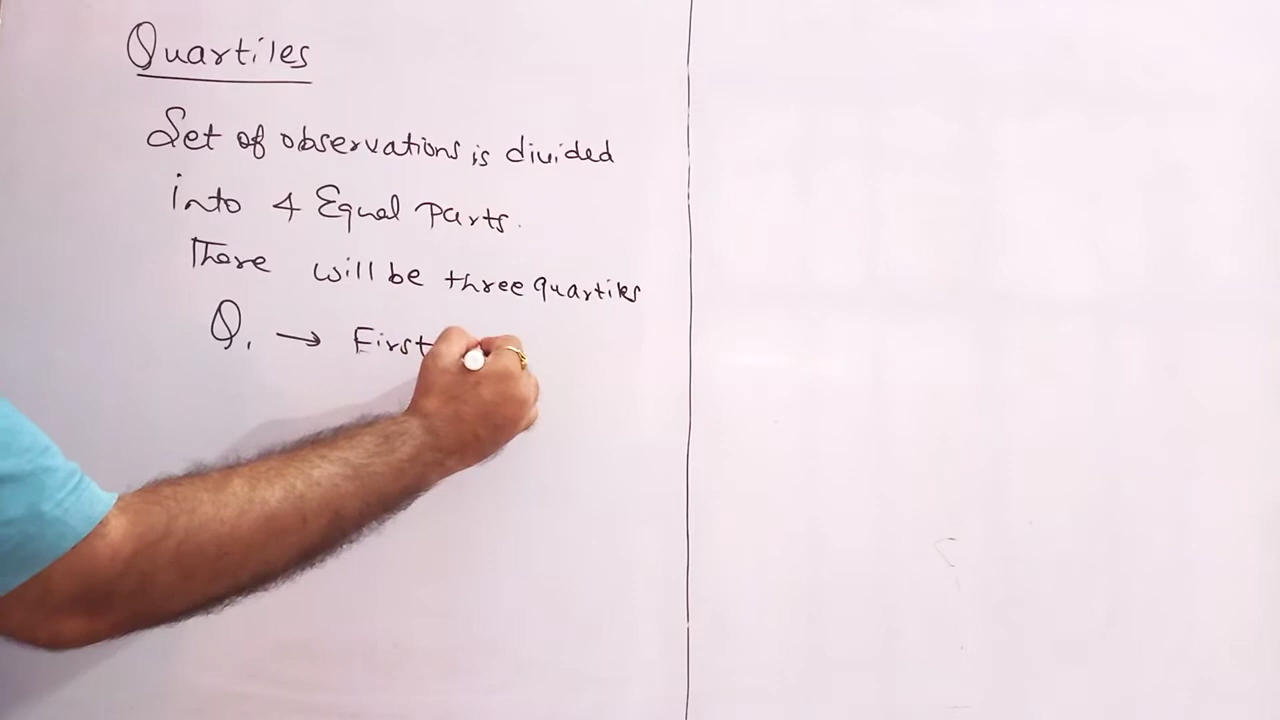 Quartiles
Set of observations is divided
into 4 Equal Parts.
There will be three quartiles
Q₁ → First